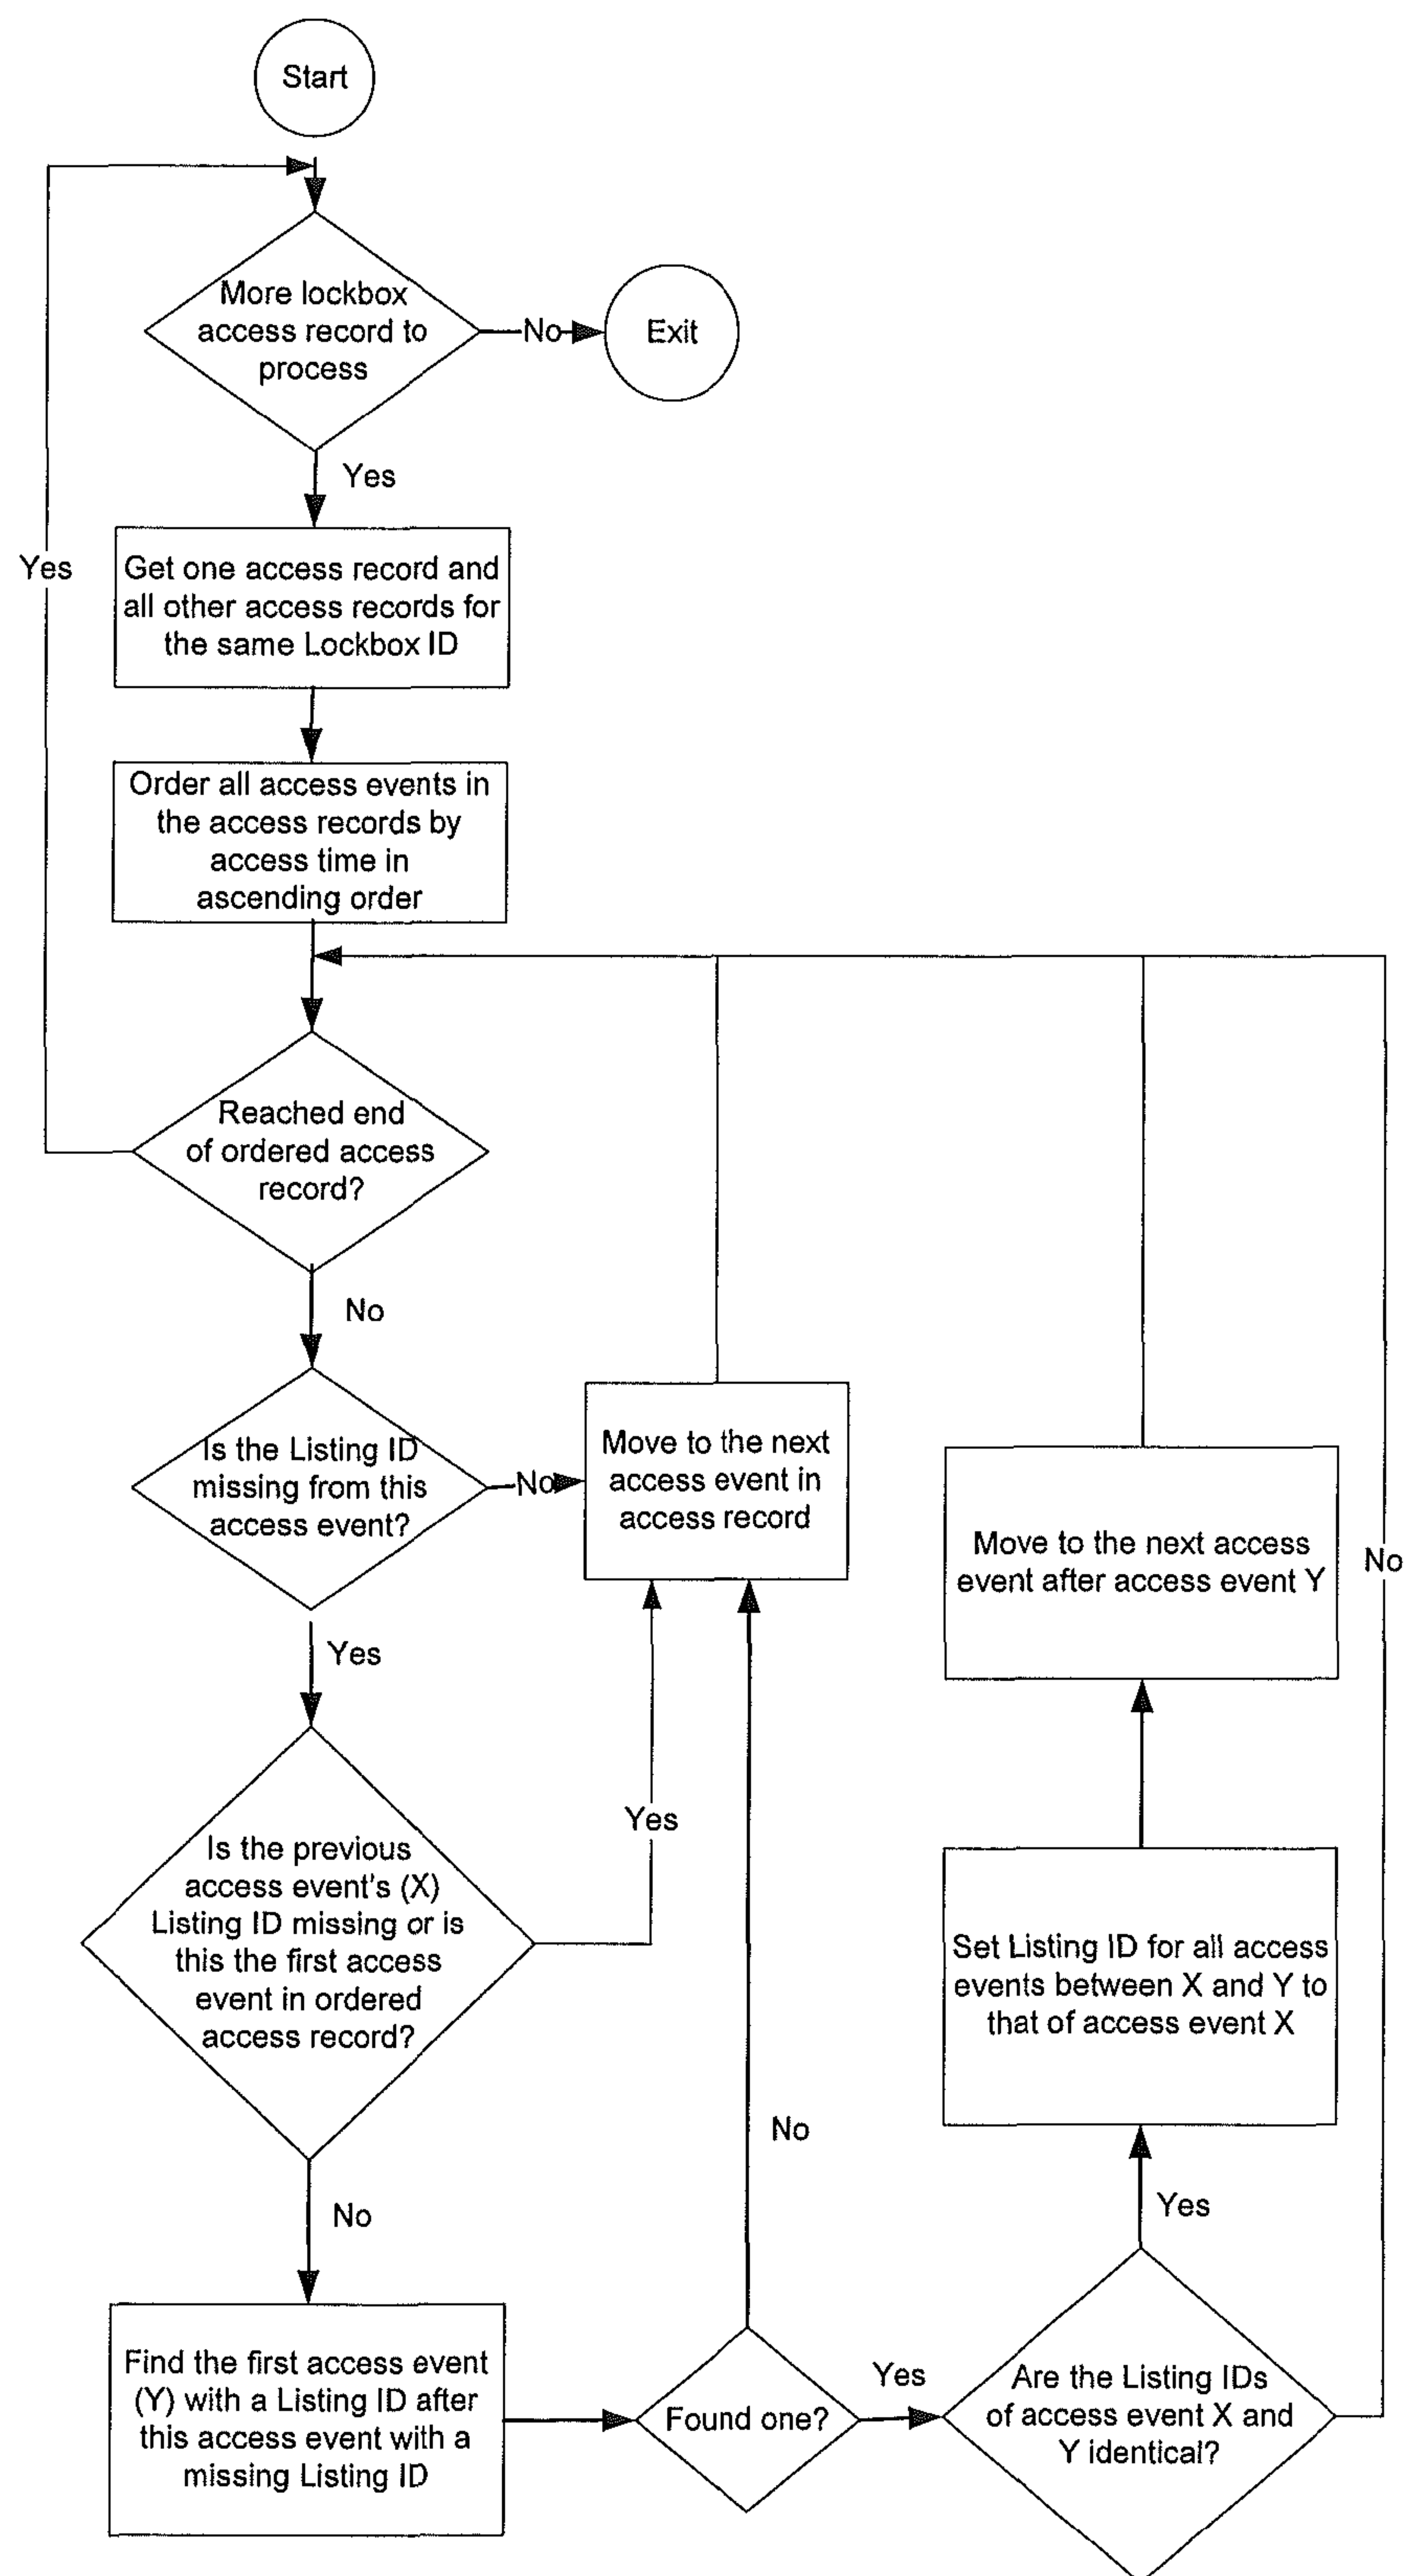 Start
More lockbox
access record to
process
No
Exit
Yes
Yes
Get one access record and
all other access records for
the same Lockbox ID
Order all access events in
the access records by
access time in
ascending order
Reached end
of ordered access
record?
No
Is the Listing ID
missing from this
access event?
No
Move to the next
access event in
access record
Move to the next access
event after access event Y
No
Yes
Is the previous
access event's (X)
Listing ID missing or is
this the first access
event in ordered
access record?
Yes
Set Listing ID for all access
events between X and Y to
that of access event X
No
No
Yes
Find the first access event
(Y) with a Listing ID after
this access event with a
missing Listing ID
Found one?
Yes
Are the Listing IDs
of access event X and
Y identical?